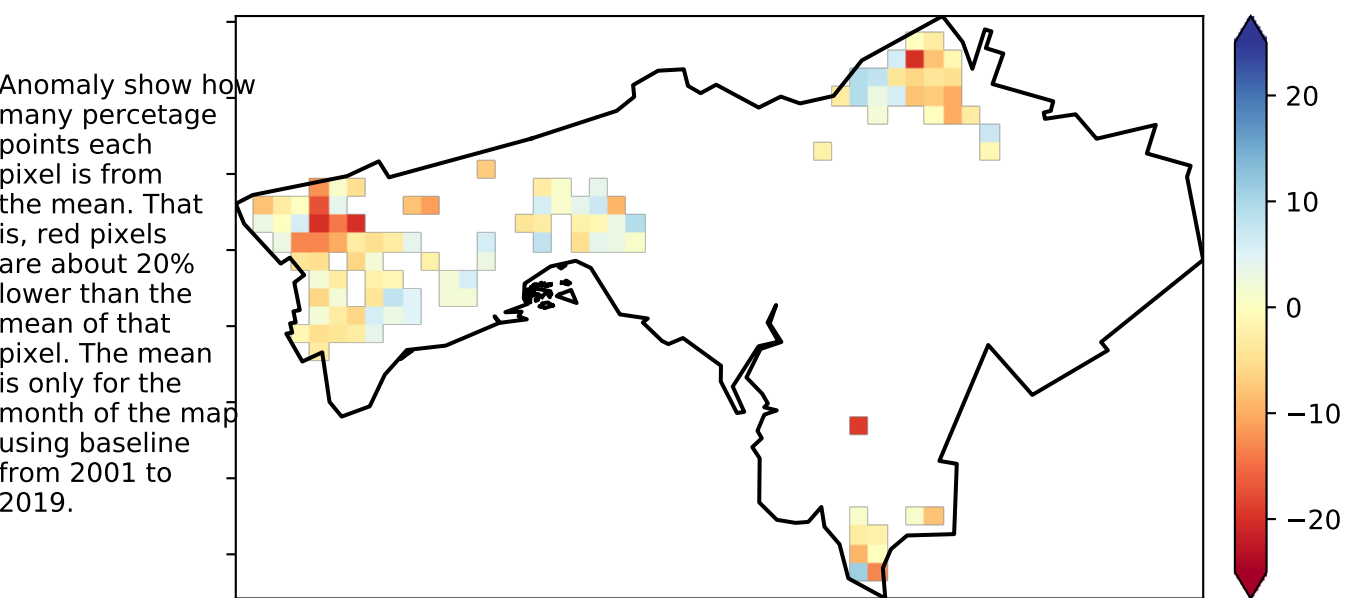 Anomaly show how
many percetage
points each
pixel is from
the mean. That
is, red pixels
are about 20%
lower than the
mean of that
pixel. The mean
is only for the
month of the map
using baseline
from 2001 to
2019.
20
10
0
−10
−20